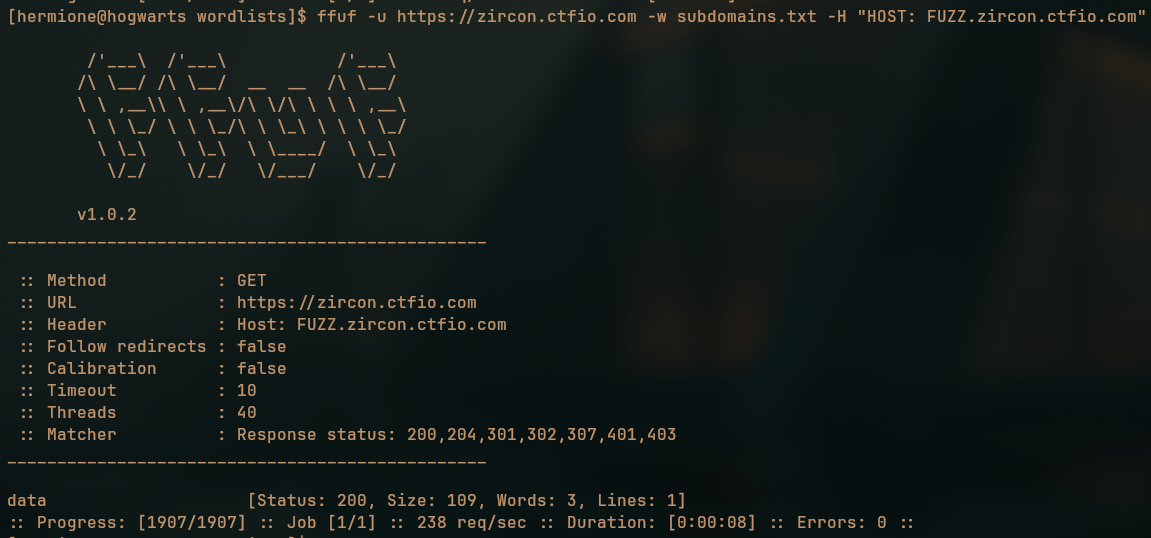 [hermione@hogwarts wordlists]$ ffuf -u https://zircon.ctfio.com -w subdomains.txt -H "HOST: FUZZ.zircon.ctfio.com"
        /'___\  /'___\           /'___\
       /\ \__/ /\ \__/  __  __  /\ \__/
       \ \ ,__\\ \ ,__\/\ \/\ \ \ \ ,__\
        \ \ \_/ \ \ \_/\ \ \_\ \ \ \ \_/
         \ \_\   \ \_\  \ \____/  \ \_\
          \/_/    \/_/   \/___/    \/_/
       v1.0.2
________________________________________________
 :: Method           : GET
 :: URL              : https://zircon.ctfio.com
 :: Header           : Host: FUZZ.zircon.ctfio.com
 :: Follow redirects : false
 :: Calibration      : false
 :: Timeout          : 10
 :: Threads          : 40
 :: Matcher          : Response status: 200,204,301,302,307,401,403
________________________________________________
data                    [Status: 200, Size: 109, Words: 3, Lines: 1]
:: Progress: [1907/1907] :: Job [1/1] :: 238 req/sec :: Duration: [0:00:08] :: Errors: 0 ::